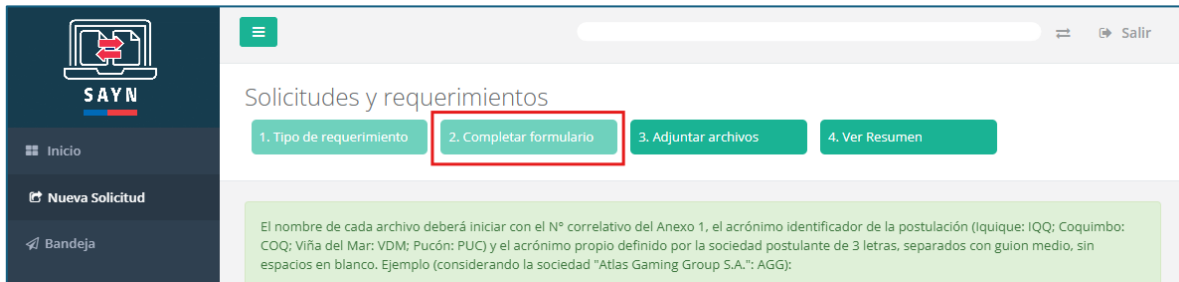 SAYN
Salir
Solicitudes y requerimientos
1. Tipo de requerimiento
2. Completar formulario
3. Adjuntar archivos
4. Ver Resumen
Inicio
Nueva Solicitud
Bandeja
El nombre de cada archivo deberá iniciar con el Nº correlativo del Anexo 1, el acrónimo identificador de la postulación (Iquique: IQQ; Coquimbo:
COQ; Viña del Mar: VDM; Pucón: PUC) y el acrónimo propio definido por la sociedad postulante de 3 letras, separados con guion medio, sin
espacios en blanco. Ejemplo (considerando la sociedad "Atlas Gaming Group S.A.": AGG):